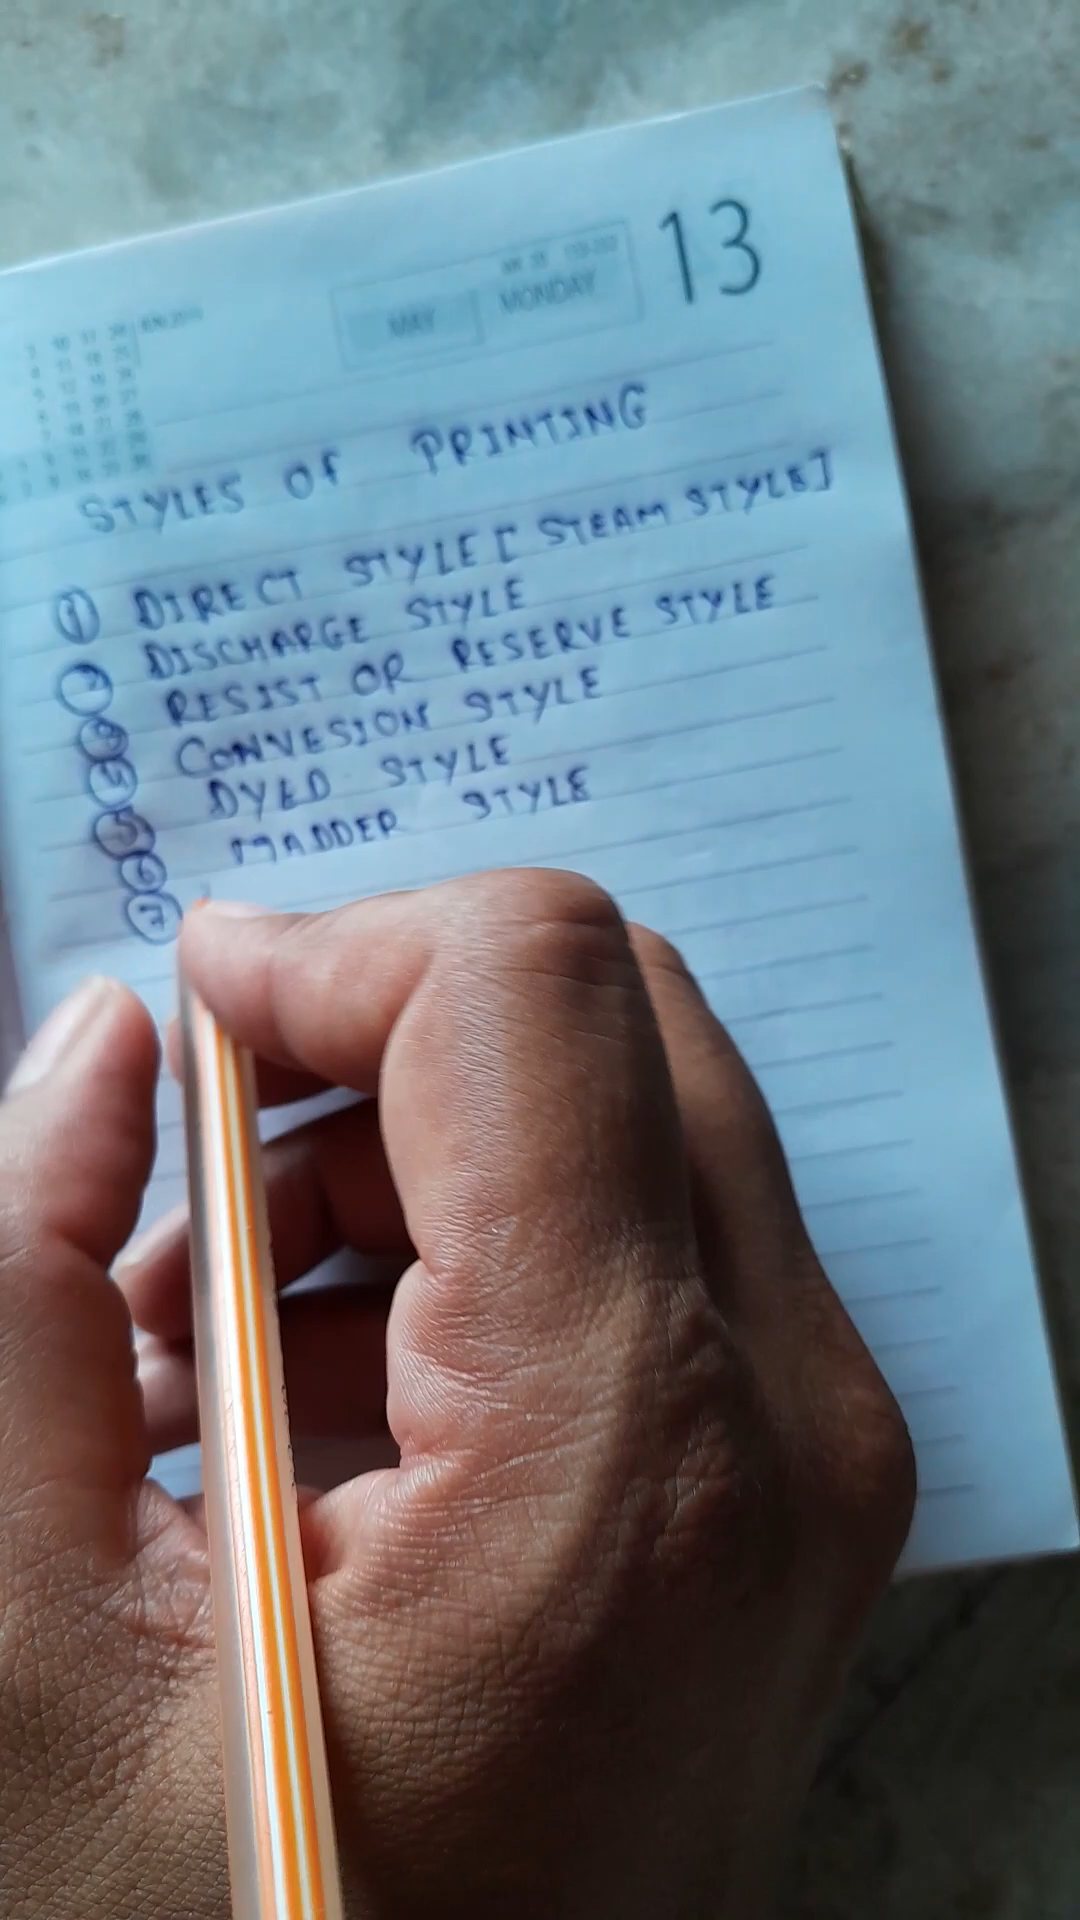 13
MAY MONDAY
STYLES OF PRINTING
① DIRECT STYLE [STEAM STYLE]
② DISCHARGE STYLE
③ RESIST OR RESERVE STYLE
④ CONVESION STYLE
⑤ DYED STYLE
⑥ MADDER STYLE
⑦